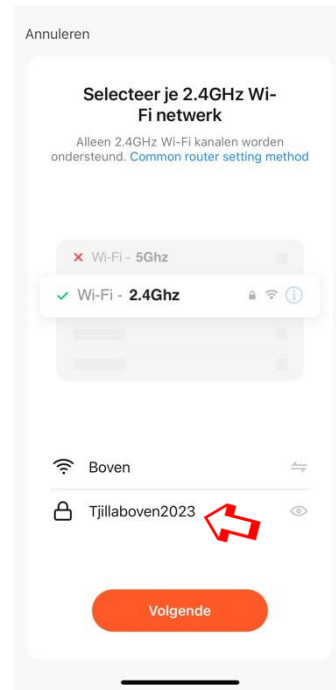 Annuleren
Selecteer je 2.4GHz Wi-
Fi netwerk
Alleen 2.4GHz Wi-Fi kanalen worden
ondersteund. Common router setting method
Wi-Fi - 5Ghz
Wi-Fi - 2.4Ghz
Boven
Tjillaboven2023
Volgende